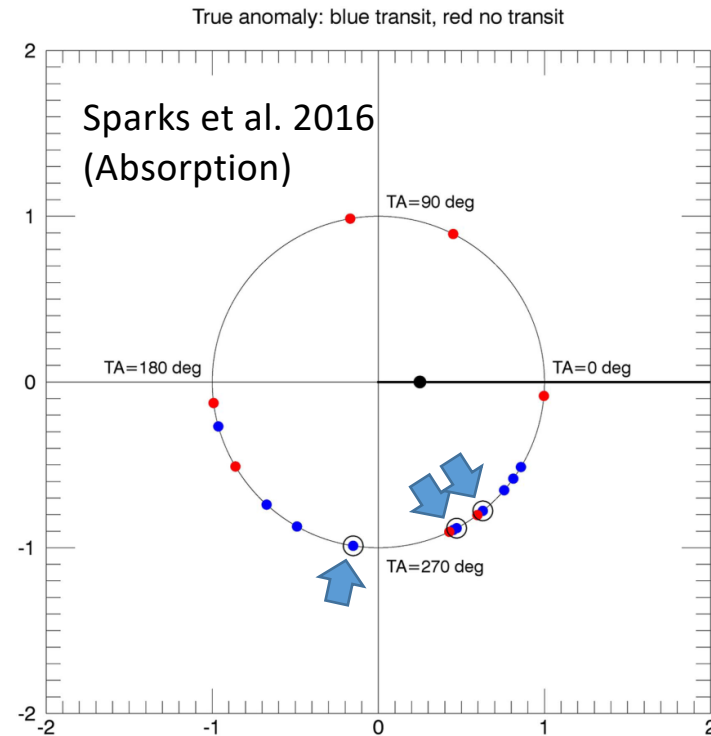 True anomaly: blue transit, red no transit
2
Sparks et al. 2016
(Absorption)
1
TA=90 deg
TA=180 deg
TA=0 deg
0
-1
TA=270 deg
-2
-2 -1 0 1 2